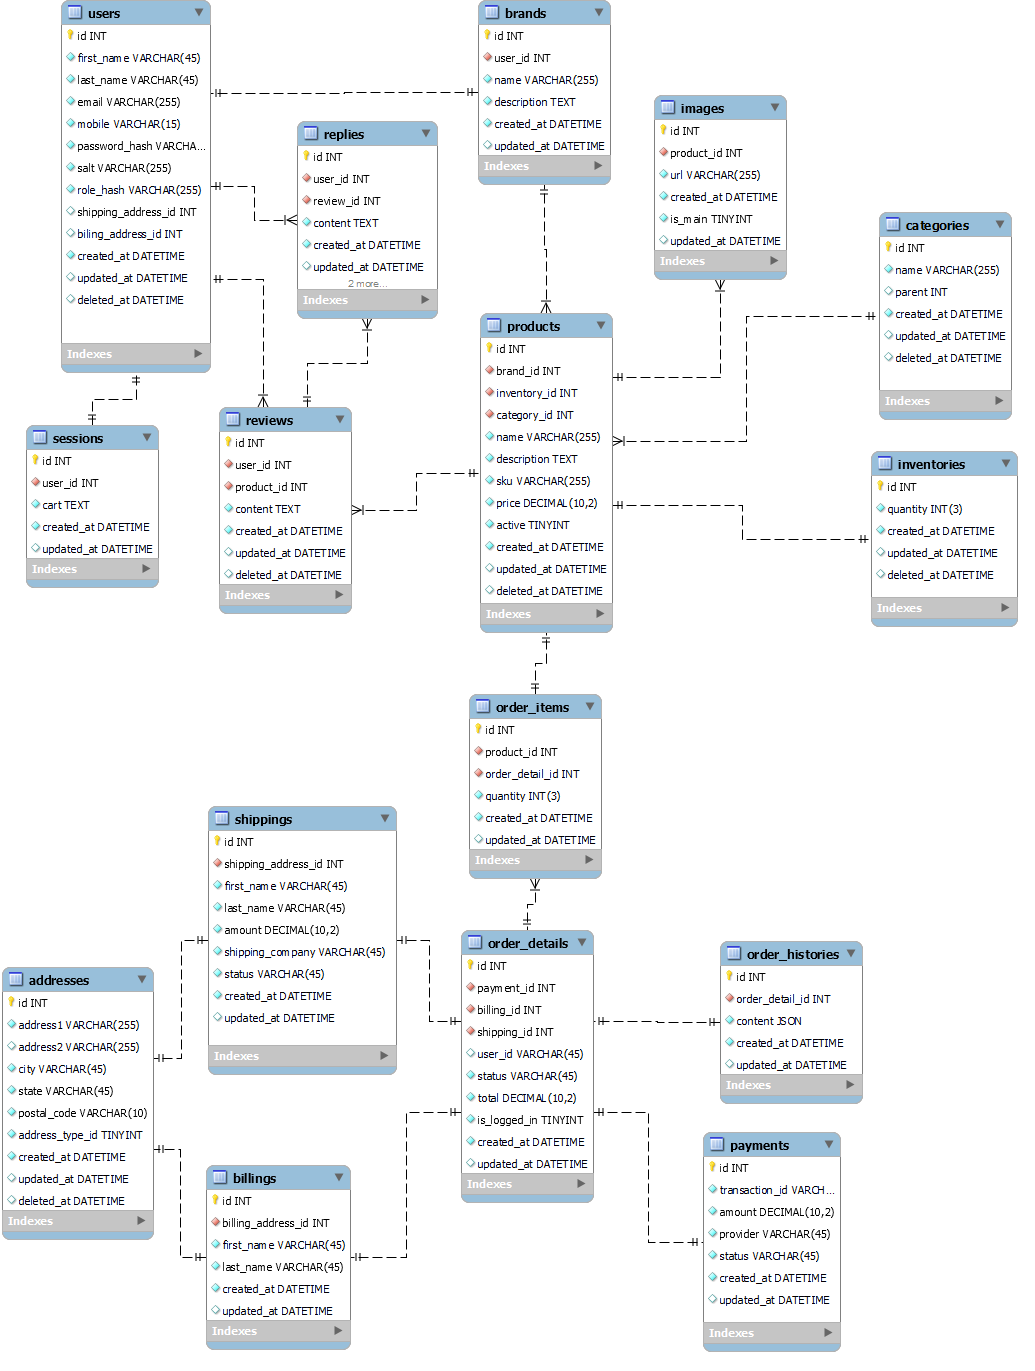 users
id INT
first_name VARCHAR(45)
last_name VARCHAR(45)
email VARCHAR(255)
mobile VARCHAR(15)
password_hash VARCHA...
salt VARCHAR(255)
role_hash VARCHAR(255)
shipping_address_id INT
biling_address_id INT
created_at DATETIME
updated_at DATETIME
deleted_at DATETIME
Indexes
brands
id INT
user_id INT
name VARCHAR(255)
description TEXT
created_at DATETIME
updated_at DATETIME
Indexes
replies
id INT
user_id INT
review_id INT
content TEXT
created_at DATETIME
updated_at DATETIME
2 more...
Indexes
images
id INT
product_id INT
url VARCHAR(255)
created_at DATETIME
is_main TINYINT
updated_at DATETIME
Indexes
categories
id INT
name VARCHAR(255)
parent INT
created_at DATETIME
updated_at DATETIME
deleted_at DATETIME
Indexes
products
id INT
brand_id INT
inventory_id INT
category_id INT
name VARCHAR(255)
description TEXT
sku VARCHAR(255)
price DECIMAL(10,2)
active TINYINT
created_at DATETIME
updated_at DATETIME
deleted_at DATETIME
Indexes
sessions
id INT
user_id INT
cart TEXT
created_at DATETIME
updated_at DATETIME
Indexes
reviews
id INT
user_id INT
product_id INT
content TEXT
created_at DATETIME
updated_at DATETIME
deleted_at DATETIME
Indexes
inventories
id INT
quantity INT(3)
created_at DATETIME
updated_at DATETIME
deleted_at DATETIME
Indexes
order_items
id INT
product_id INT
order_detail_id INT
quantity INT(3)
created_at DATETIME
updated_at DATETIME
Indexes
shippings
id INT
shipping_address_id INT
first_name VARCHAR(45)
last_name VARCHAR(45)
amount DECIMAL(10,2)
shipping_company VARCHAR(45)
status VARCHAR(45)
created_at DATETIME
updated_at DATETIME
Indexes
order_details
id INT
payment_id INT
billing_id INT
shipping_id INT
user_id VARCHAR(45)
status VARCHAR(45)
total DECIMAL(10,2)
is_logged_in TINYINT
created_at DATETIME
updated_at DATETIME
Indexes
order_histories
id INT
order_detail_id INT
content JSON
created_at DATETIME
updated_at DATETIME
Indexes
addresses
id INT
address1 VARCHAR(255)
address2 VARCHAR(255)
city VARCHAR(45)
state VARCHAR(45)
postal_code VARCHAR(10)
address_type_id TINYINT
created_at DATETIME
updated_at DATETIME
deleted_at DATETIME
Indexes
billings
id INT
billing_address_id INT
first_name VARCHAR(45)
last_name VARCHAR(45)
created_at DATETIME
updated_at DATETIME
Indexes
payments
id INT
transaction_id VARCH...
amount DECIMAL(10,2)
provider VARCHAR(45)
status VARCHAR(45)
created_at DATETIME
updated_at DATETIME
Indexes